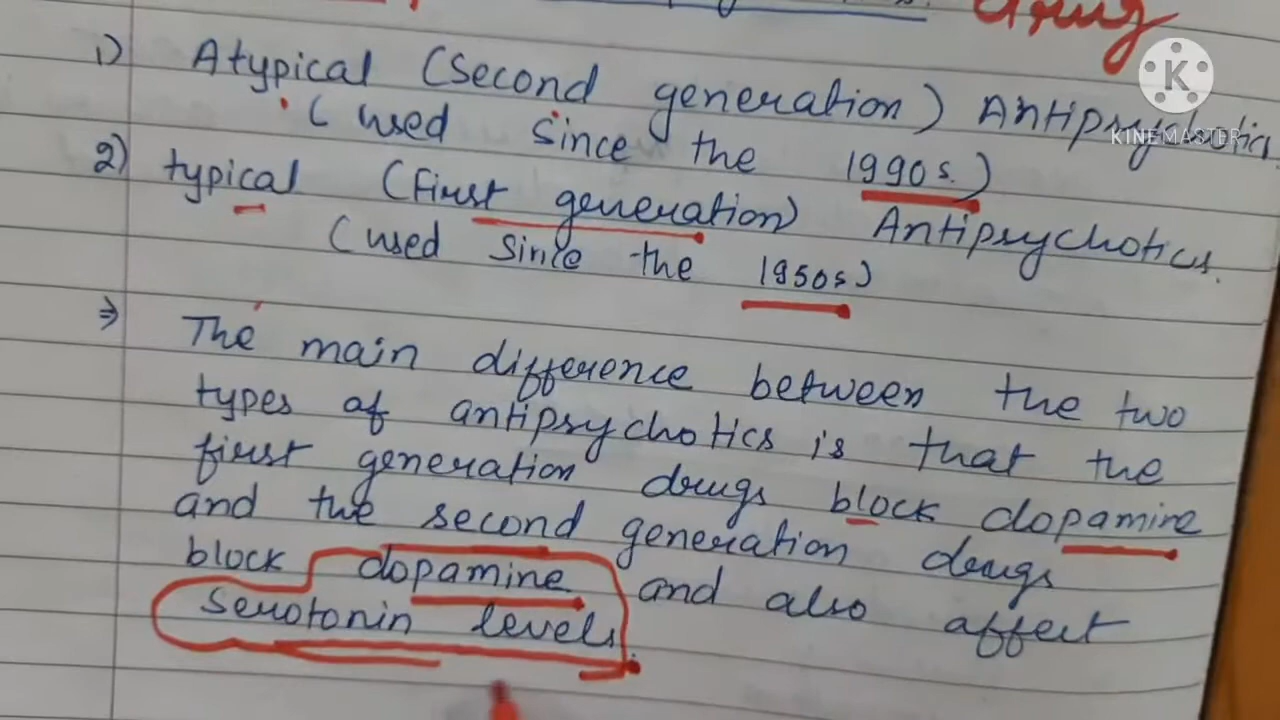 Drug
1) Atypical (Second generation) Antipsychotics
(used since the 1990s.)
2) typical (First generation) Antipsychotics.
(used since the 1950s)
⇒ The main difference between the two
types of antipsychotics is that the
first generation drugs block dopamine
and the second generation drugs
block dopamine and also affect
serotonin levels.
K
KINEMASTER